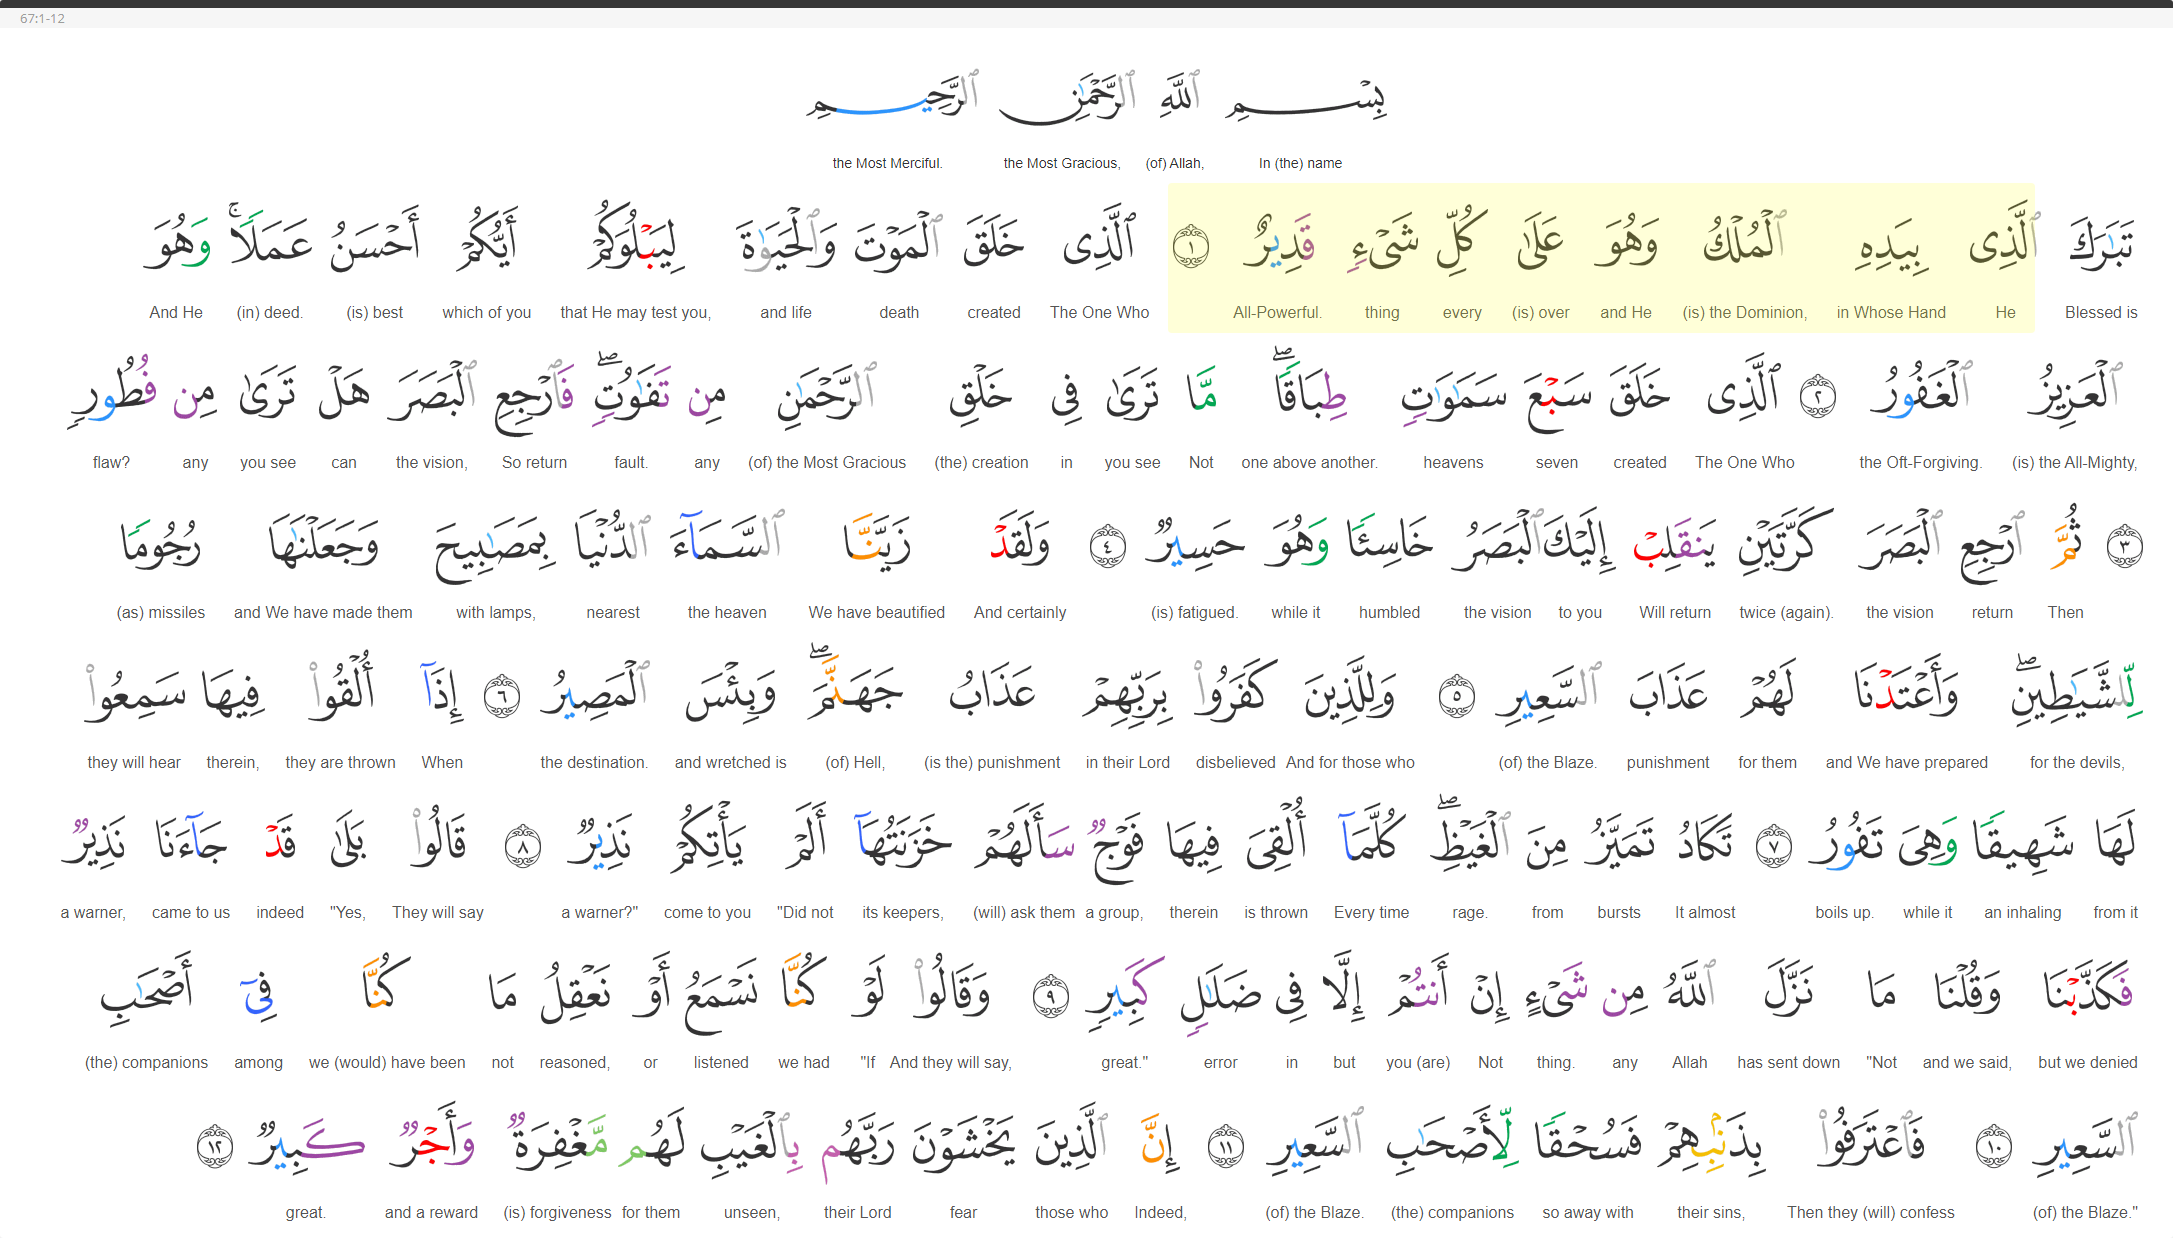 67:1-12
بِسْمِ ٱللَّهِ ٱلرَّحْمَٰنِ ٱلرَّحِيمِ
In (the) name (of) Allah, the Most Gracious, the Most Merciful.
تَبَٰرَكَ ٱلَّذِى بِيَدِهِ ٱلْمُلْكُ وَهُوَ عَلَىٰ كُلِّ شَىْءٍ قَدِيرٌ ١ ٱلَّذِى خَلَقَ ٱلْمَوْتَ وَٱلْحَيَوٰةَ لِيَبْلُوَكُمْ أَيُّكُمْ أَحْسَنُ عَمَلًا ۚ وَهُوَ
Blessed is He in Whose Hand (is) the Dominion, and He (is) over every thing All-Powerful. The One Who created death and life that He may test you, which of you (is) best (in) deed. And He
ٱلْعَزِيزُ ٱلْغَفُورُ ٢ ٱلَّذِى خَلَقَ سَبْعَ سَمَٰوَٰتٍ طِبَاقًا ۖ مَّا تَرَىٰ فِى خَلْقِ ٱلرَّحْمَٰنِ مِن تَفَٰوُتٍ ۖ فَٱرْجِعِ ٱلْبَصَرَ هَلْ تَرَىٰ مِن فُطُورٍ
(is) the All-Mighty, the Oft-Forgiving. The One Who created seven heavens one above another. Not you see in (the) creation (of) the Most Gracious any fault. So return the vision, can you see any flaw?
٣ ثُمَّ ٱرْجِعِ ٱلْبَصَرَ كَرَّتَيْنِ يَنقَلِبْ إِلَيْكَ ٱلْبَصَرُ خَاسِئًا وَهُوَ حَسِيرٌ ٤ وَلَقَدْ زَيَّنَّا ٱلسَّمَآءَ ٱلدُّنْيَا بِمَصَٰبِيحَ وَجَعَلْنَٰهَا رُجُومًا
Then return the vision twice (again). Will return to you the vision humbled while it (is) fatigued. And certainly We have beautified the heaven nearest with lamps, and We have made them (as) missiles
لِّلشَّيَٰطِينِ ۖ وَأَعْتَدْنَا لَهُمْ عَذَابَ ٱلسَّعِيرِ ٥ وَلِلَّذِينَ كَفَرُوا۟ بِرَبِّهِمْ عَذَابُ جَهَنَّمَ ۖ وَبِئْسَ ٱلْمَصِيرُ ٦ إِذَآ أُلْقُوا۟ فِيهَا سَمِعُوا۟
for the devils, and We have prepared for them punishment (of) the Blaze. And for those who disbelieved in their Lord (is the) punishment (of) Hell, and wretched is the destination. When they are thrown therein, they will hear
لَهَا شَهِيقًا وَهِىَ تَفُورُ ٧ تَكَادُ تَمَيَّزُ مِنَ ٱلْغَيْظِ ۖ كُلَّمَآ أُلْقِىَ فِيهَا فَوْجٌ سَأَلَهُمْ خَزَنَتُهَآ أَلَمْ يَأْتِكُمْ نَذِيرٌ ٨ قَالُوا۟ بَلَىٰ قَدْ جَآءَنَا نَذِيرٌ
from it an inhaling while it boils up. It almost bursts from rage. Every time is thrown therein a group, (will) ask them its keepers, "Did not come to you a warner?" They will say "Yes, indeed came to us a warner,
فَكَذَّبْنَا وَقُلْنَا مَا نَزَّلَ ٱللَّهُ مِن شَىْءٍ إِنْ أَنتُمْ إِلَّا فِى ضَلَٰلٍ كَبِيرٍ ٩ وَقَالُوا۟ لَوْ كُنَّا نَسْمَعُ أَوْ نَعْقِلُ مَا كُنَّا فِىٓ أَصْحَٰبِ
but we denied and we said, "Not has sent down Allah any thing. Not you (are) but in error great." And they will say, "If we had listened or reasoned, not we (would) have been among (the) companions
ٱلسَّعِيرِ ١٠ فَٱعْتَرَفُوا۟ بِذَنۢبِهِمْ فَسُحْقًا لِّأَصْحَٰبِ ٱلسَّعِيرِ ١١ إِنَّ ٱلَّذِينَ يَخْشَوْنَ رَبَّهُم بِٱلْغَيْبِ لَهُم مَّغْفِرَةٌ وَأَجْرٌ كَبِيرٌ ١٢
(of) the Blaze." Then they (will) confess their sins, so away with (the) companions (of) the Blaze. Indeed, those who fear their Lord unseen, for them (is) forgiveness and a reward great.